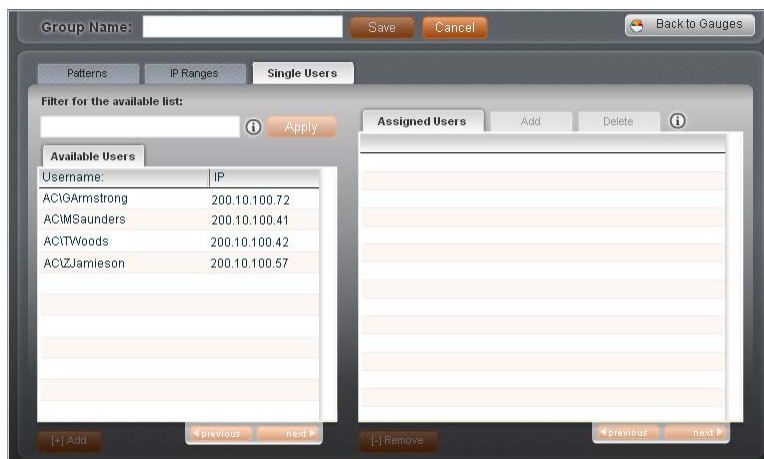 Group Name: Save Cancel Back to Gauges
Patterns IP Ranges Single Users
Filter for the available list:
Apply
Assigned Users Add Delete
Available Users
Username: IP
AC\GArmstrong 200.10.100.72
AC\MSaunders 200.10.100.41
AC\TWoods 200.10.100.42
AC\ZJamieson 200.10.100.57
[+] Add previous next
[-] Remove previous next